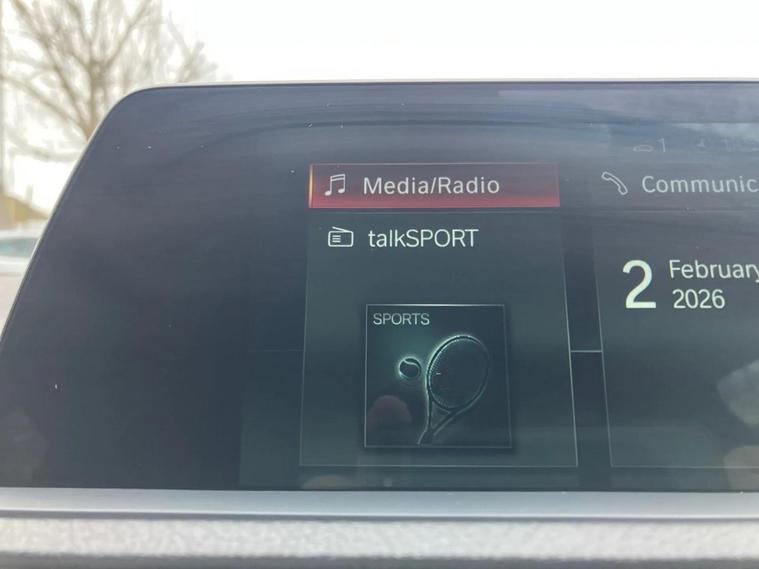 Media/Radio
Communic
talkSPORT
2
February
2026
SPORTS